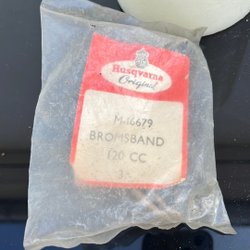 Husqvarna
Original
M-16679
BROMSBAND
120 CC